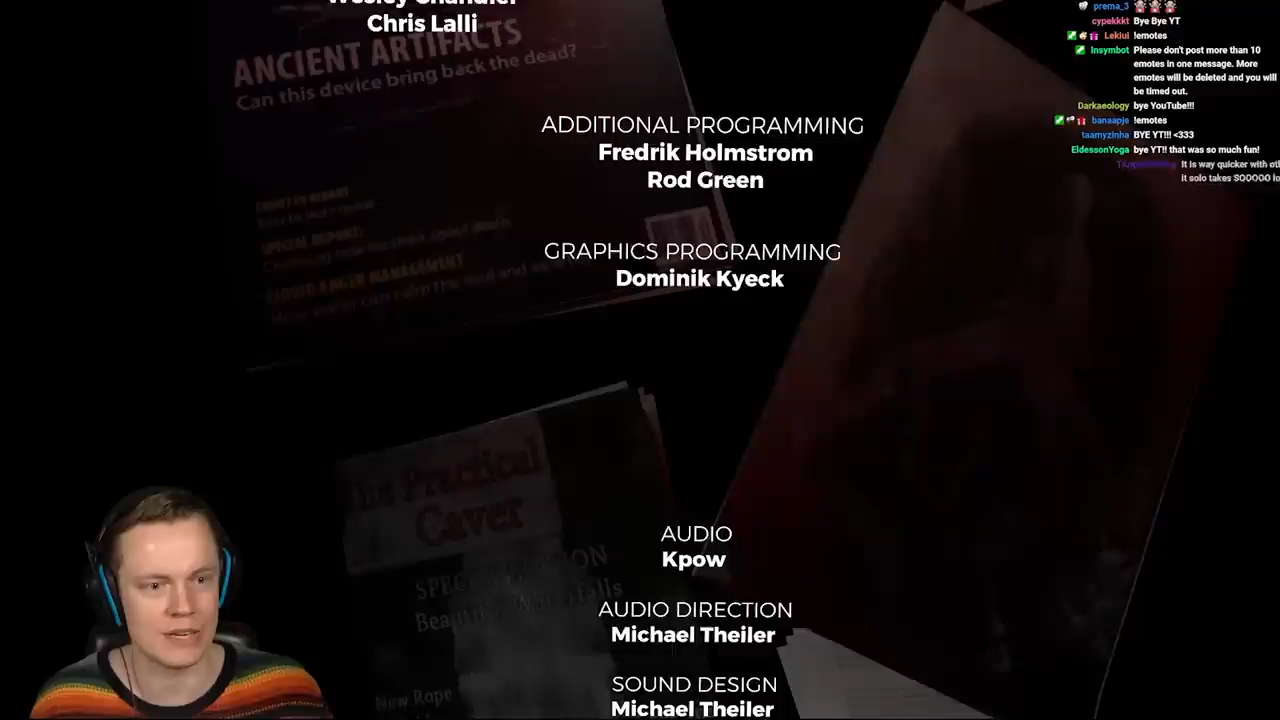 Chris Lalli
ANCIENT ARTIFACTS
Can this device bring back the dead?
ADDITIONAL PROGRAMMING
Fredrik Holmstrom
Rod Green
GRAPHICS PROGRAMMING
Dominik Kyeck
The Practical
Caver
New Rope
AUDIO
Kpow
AUDIO DIRECTION
Michael Theiler
SOUND DESIGN
Michael Theiler
prema_3
cypekkkt Bye Bye YT
Lekiui !emotes
Insymbot Please don't post more than 10
emotes in one message. More
emotes will be deleted and you will
be timed out.
Darkaeology bye YouTube!!!
banaapje !emotes
taamyzinha BYE YT!!! <333
EldessonYoga bye YT!! that was so much fun!
It is way quicker with
it solo takes